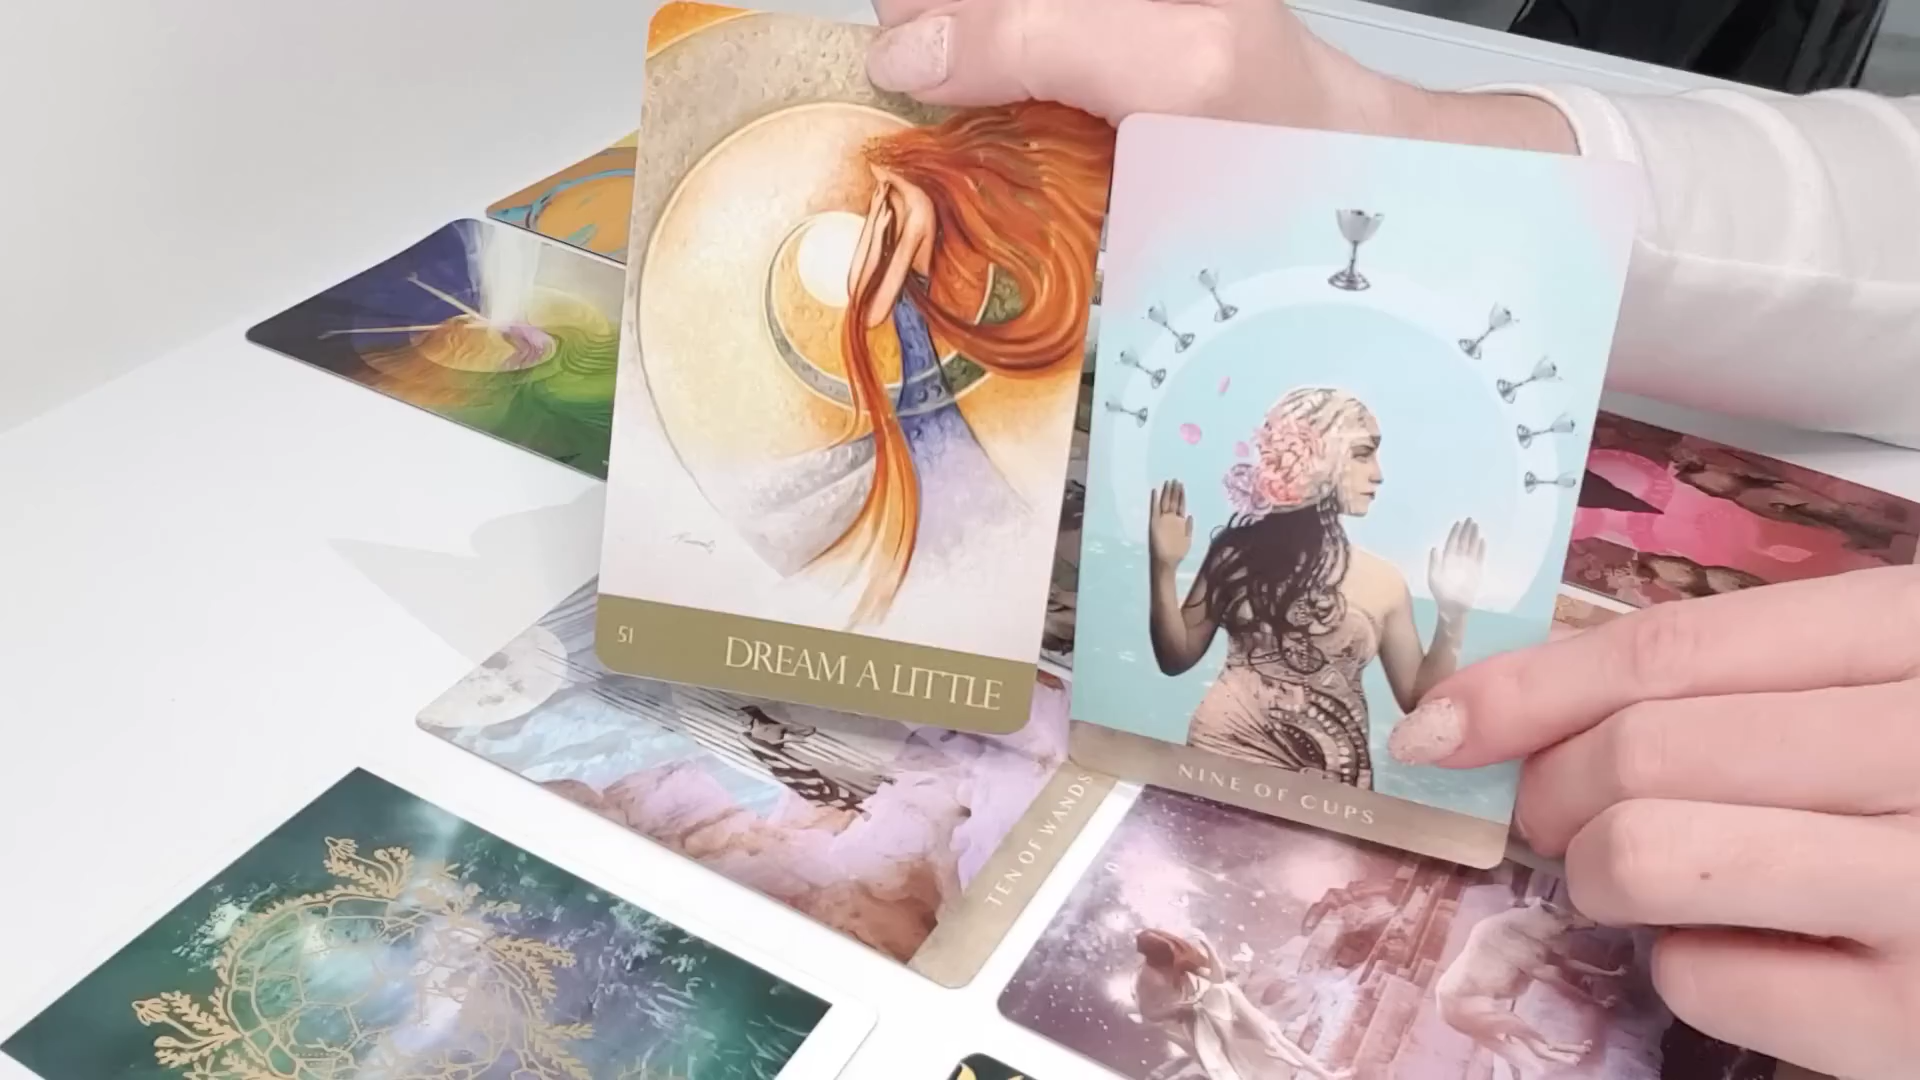 51
DREAM A LITTLE
NINE OF CUPS
TEN OF WANDS